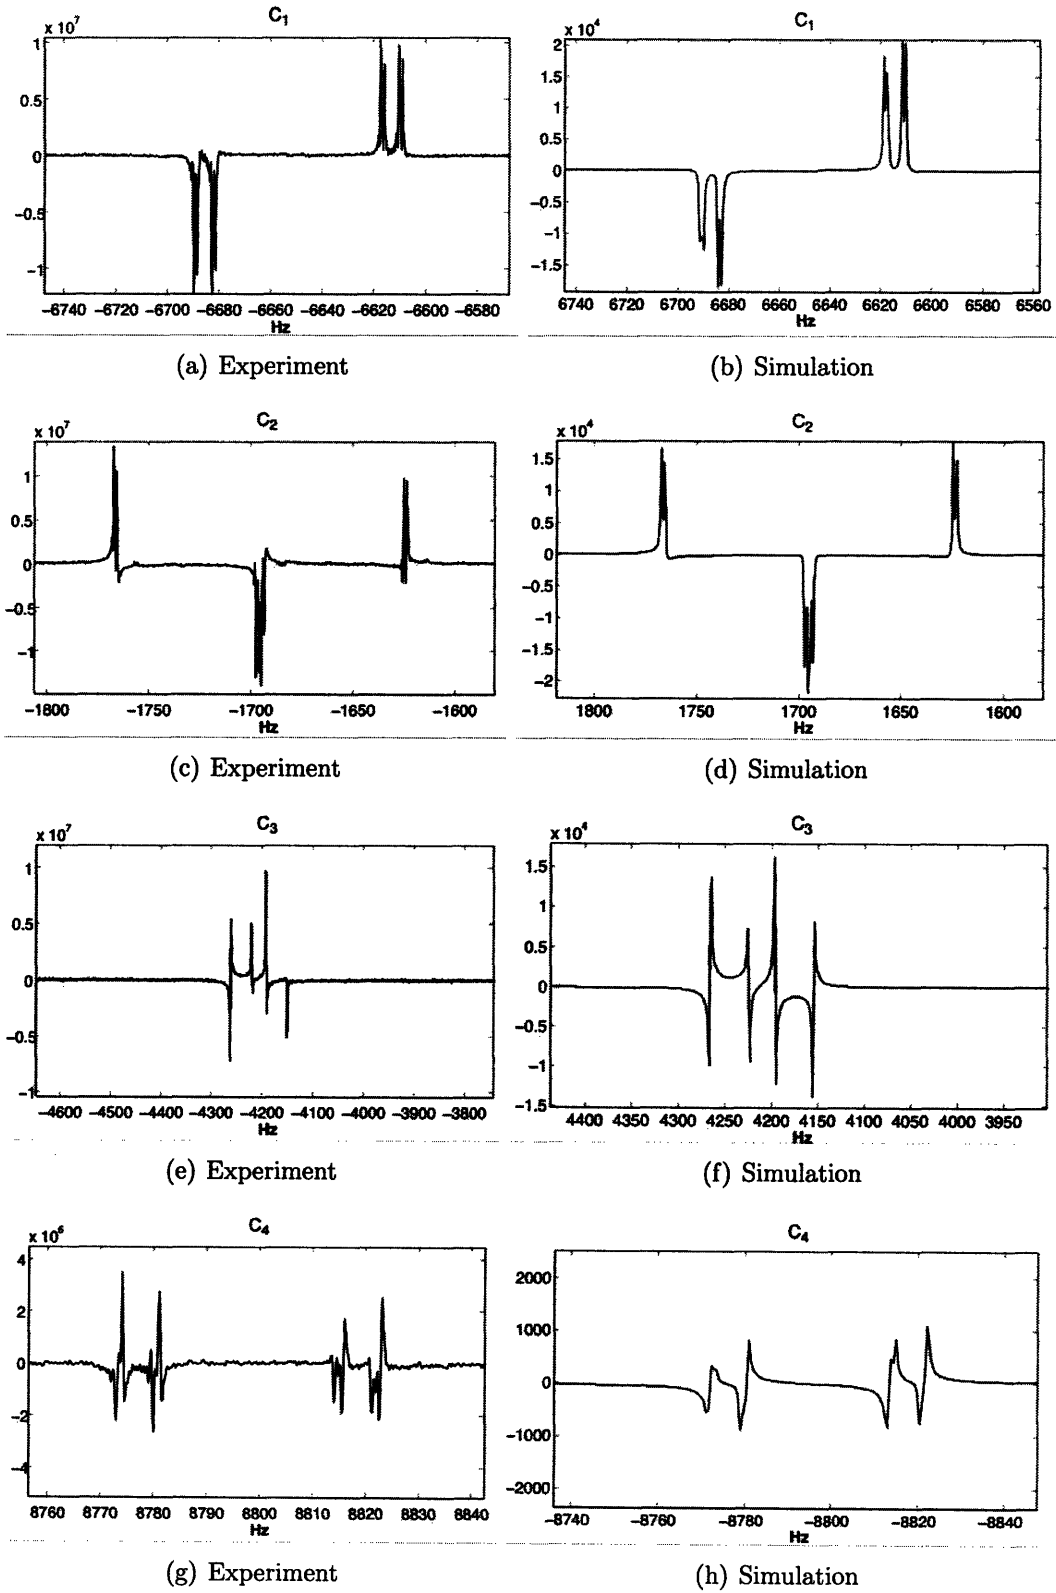 C1
x 10^7
1
0.5
0
−0.5
−1
−6740 −6720 −6700 −6680 −6660 −6640 −6620 −6600 −6580
Hz
(a) Experiment
C1
x 10^4
2
1.5
1
0.5
0
−0.5
−1
−1.5
6740 6720 6700 6680 6660 6640 6620 6600 6580 6560
Hz
(b) Simulation
C2
x 10^7
1
0.5
0
−0.5
−1
−1800 −1750 −1700 −1650 −1600
Hz
(c) Experiment
C2
x 10^4
1.5
1
0.5
0
−0.5
−1
−1.5
−2
1800 1750 1700 1650 1600
Hz
(d) Simulation
C3
x 10^7
1
0.5
0
−0.5
−1
−4600 −4500 −4400 −4300 −4200 −4100 −4000 −3900 −3800
Hz
(e) Experiment
C3
x 10^4
1.5
1
0.5
0
−0.5
−1
−1.5
4400 4350 4300 4250 4200 4150 4100 4050 4000 3950
Hz
(f) Simulation
C4
x 10^6
4
2
0
−2
−4
8760 8770 8780 8790 8800 8810 8820 8830 8840
Hz
(g) Experiment
C4
2000
1000
0
−1000
−2000
−8740 −8760 −8780 −8800 −8820 −8840
Hz
(h) Simulation